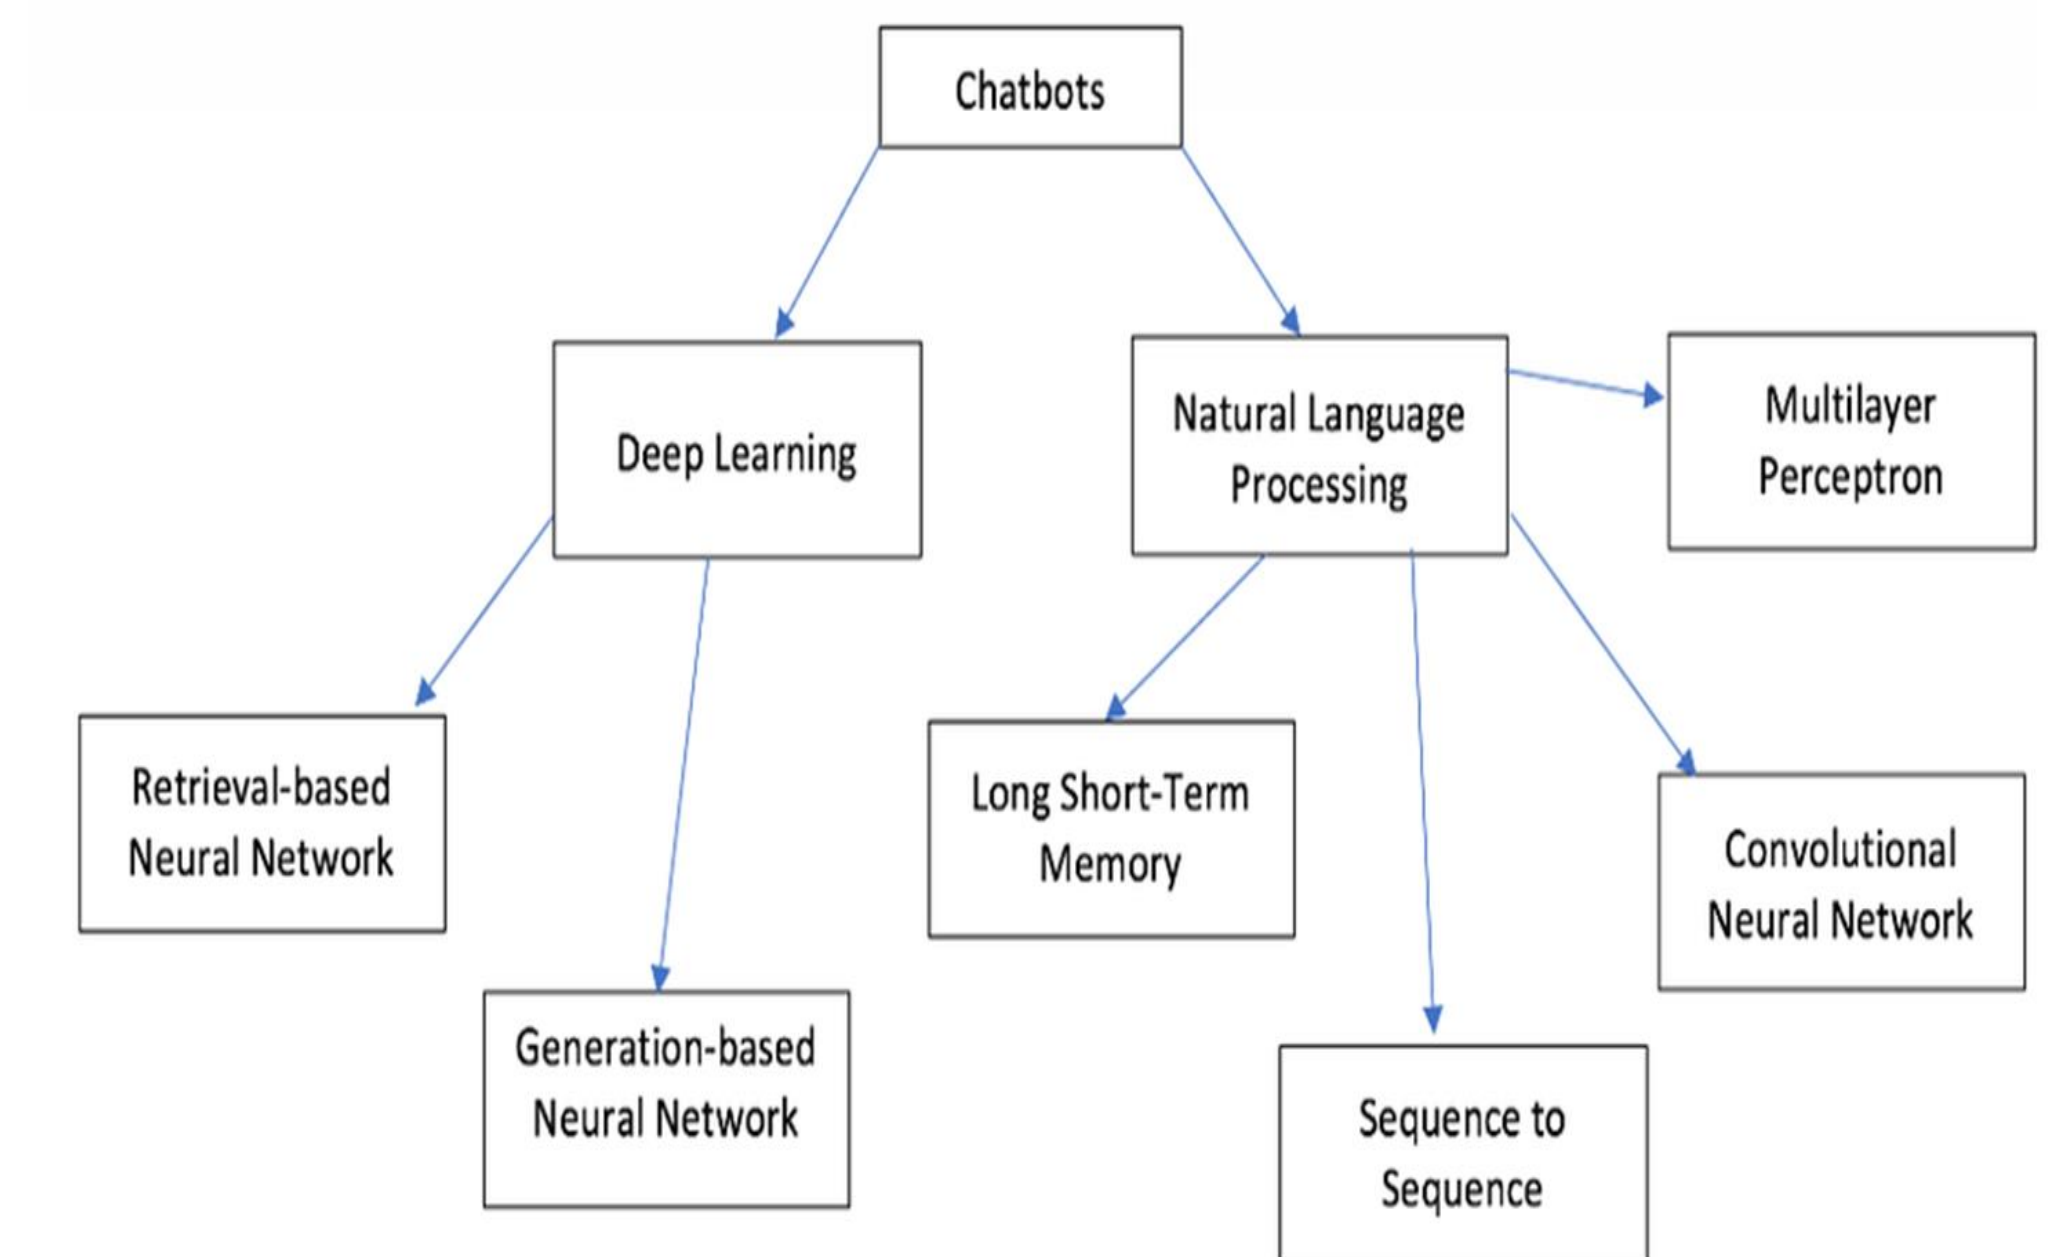 Chatbots
Deep Learning
Natural Language
Processing
Multilayer
Perceptron
Retrieval-based
Neural Network
Long Short-Term
Memory
Convolutional
Neural Network
Generation-based
Neural Network
Sequence to
Sequence